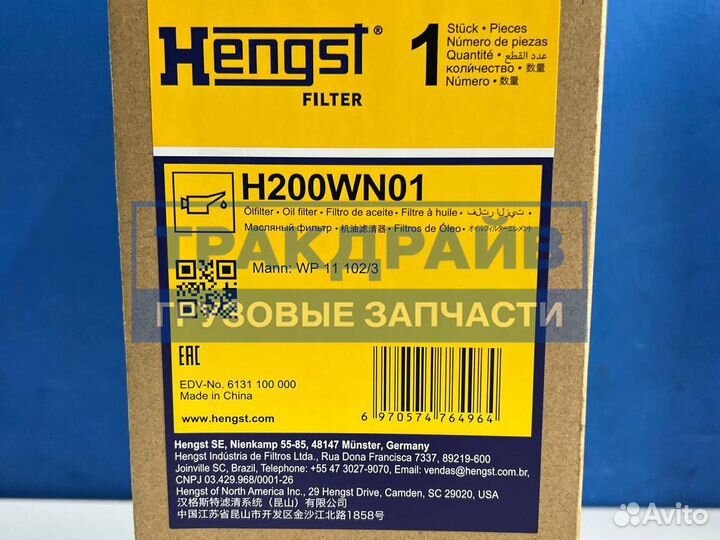 Hengst®
FILTER
1
Stück • Pieces
Número de piezas
Quantité • عدد القطع
количество • 数量
Número • 数量
H200WN01
Ölfilter • Oil filter • Filtro de aceite • Filtre à huile • فلتر الزيت
Масляный фильтр • 机油滤清器 • Filtros de Óleo • オイルフィルターエレメント
ТРАКДРАЙВ
Mann: WP 11 102/3
ГРУЗОВЫЕ ЗАПЧАСТИ
EAC
EDV-No. 6131 100 000
Made in China
www.hengst.com
6 970574 764964
Hengst SE, Nienkamp 55-85, 48147 Münster, Germany
Hengst Indústria de Filtros Ltda., Rua Dona Francisca 7337, 89219-600
Joinville SC, Brazil, Telephone: +55 47 3027-9070, Email: vendas@hengst.com.br,
CNPJ 03.429.968/0001-26
Hengst of North America Inc., 29 Hengst Drive, Camden, SC 29020, USA
汉格斯特滤清系统（昆山）有限公司
中国江苏省昆山市开发区金沙江北路1858号
Avito